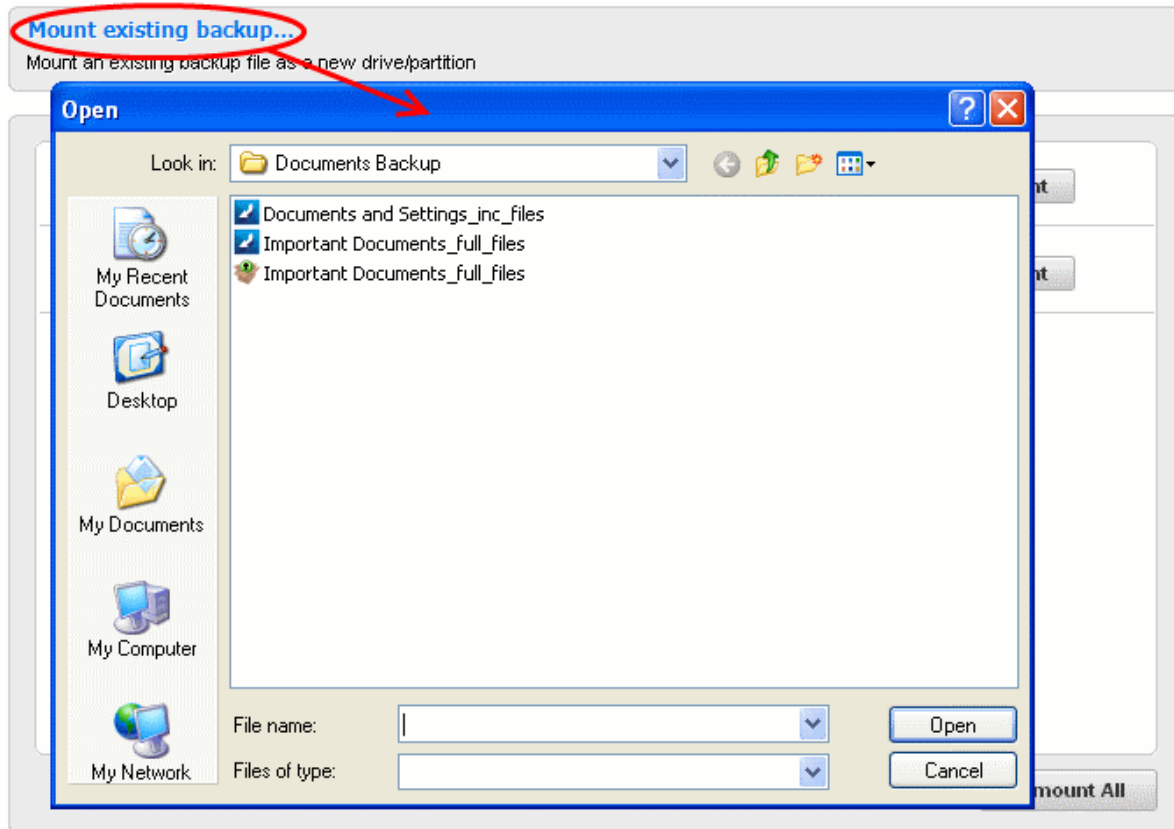 Mount existing backup...
Mount an existing backup file as a new drive/partition
Open
Look in:
Documents Backup
nt
nt
Documents and Settings_inc_files
Important Documents_full_files
Important Documents_full_files
My Recent
Documents
Desktop
My Documents
My Computer
My Network
File name:
Files of type:
Open
Cancel
mount All